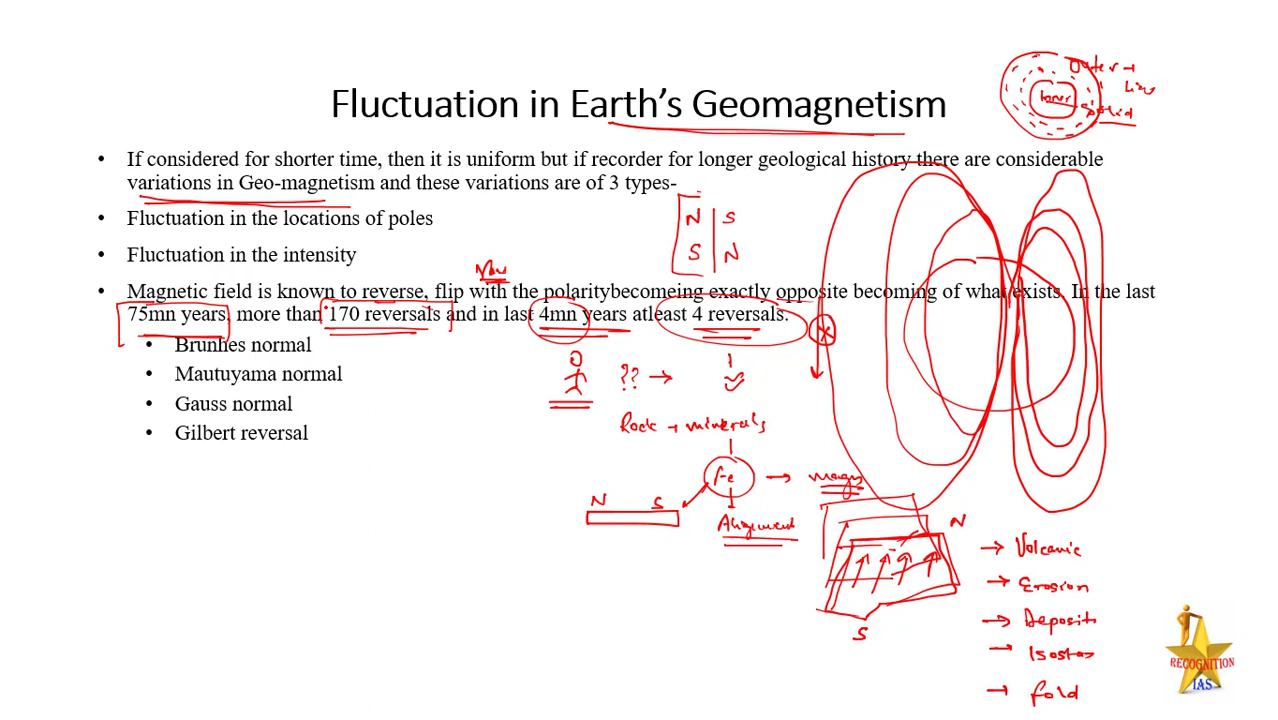 Fluctuation in Earth's Geomagnetism
Outer →
Inner
Solid
• If considered for shorter time, then it is uniform but if recorder for longer geological history there are considerable
variations in Geo-magnetism and these variations are of 3 types-
• Fluctuation in the locations of poles
N S
S N
• Fluctuation in the intensity
• Magnetic field is known to reverse, flip with the polaritybecomeing exactly opposite becoming of what exists. In the last
75mn years, more than 170 reversals and in last 4mn years atleast 4 reversals.
• Brunhes normal
• Mautuyama normal
• Gauss normal
• Gilbert reversal
?? →
Rock → minerals
Fe →
N S
Alignment
N
S
→ Volcanic
→ Erosion
→ Deposit
→ Isostasy
→ fold
RECOGNITION
IAS